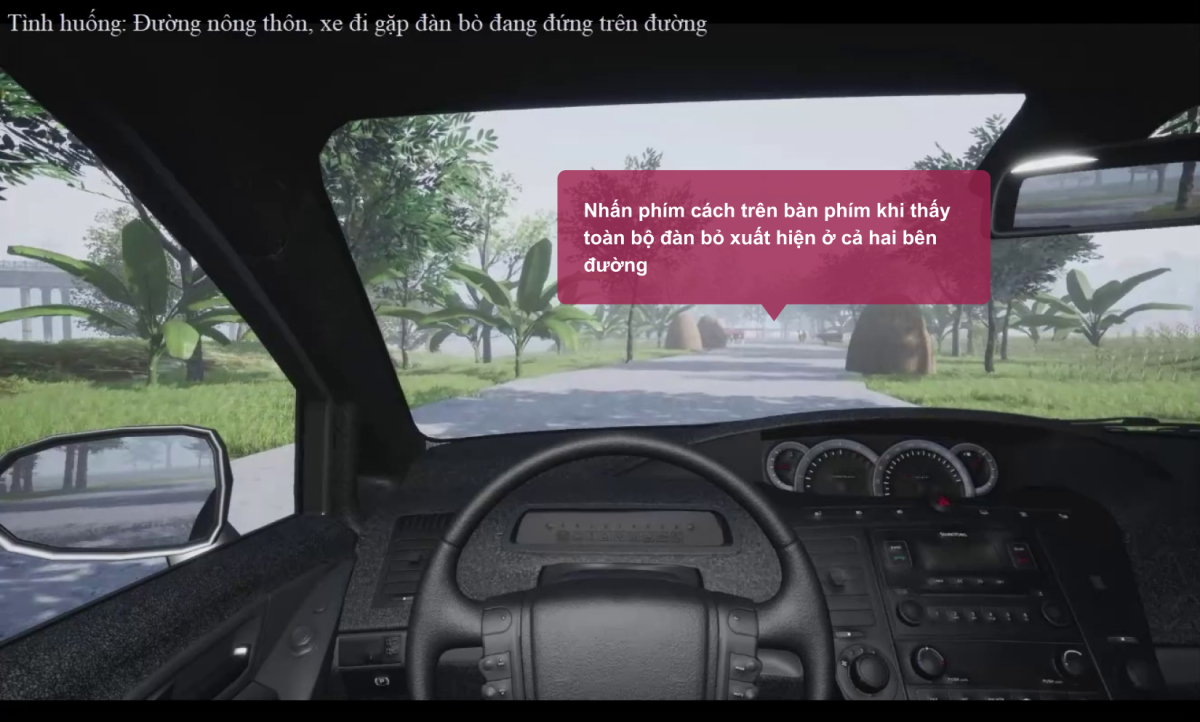 Tình huống: Đường nông thôn, xe đi gặp đàn bò đang đứng trên đường
Nhấn phím cách trên bàn phím khi thấy
toàn bộ đàn bỏ xuất hiện ở cả hai bên
đường